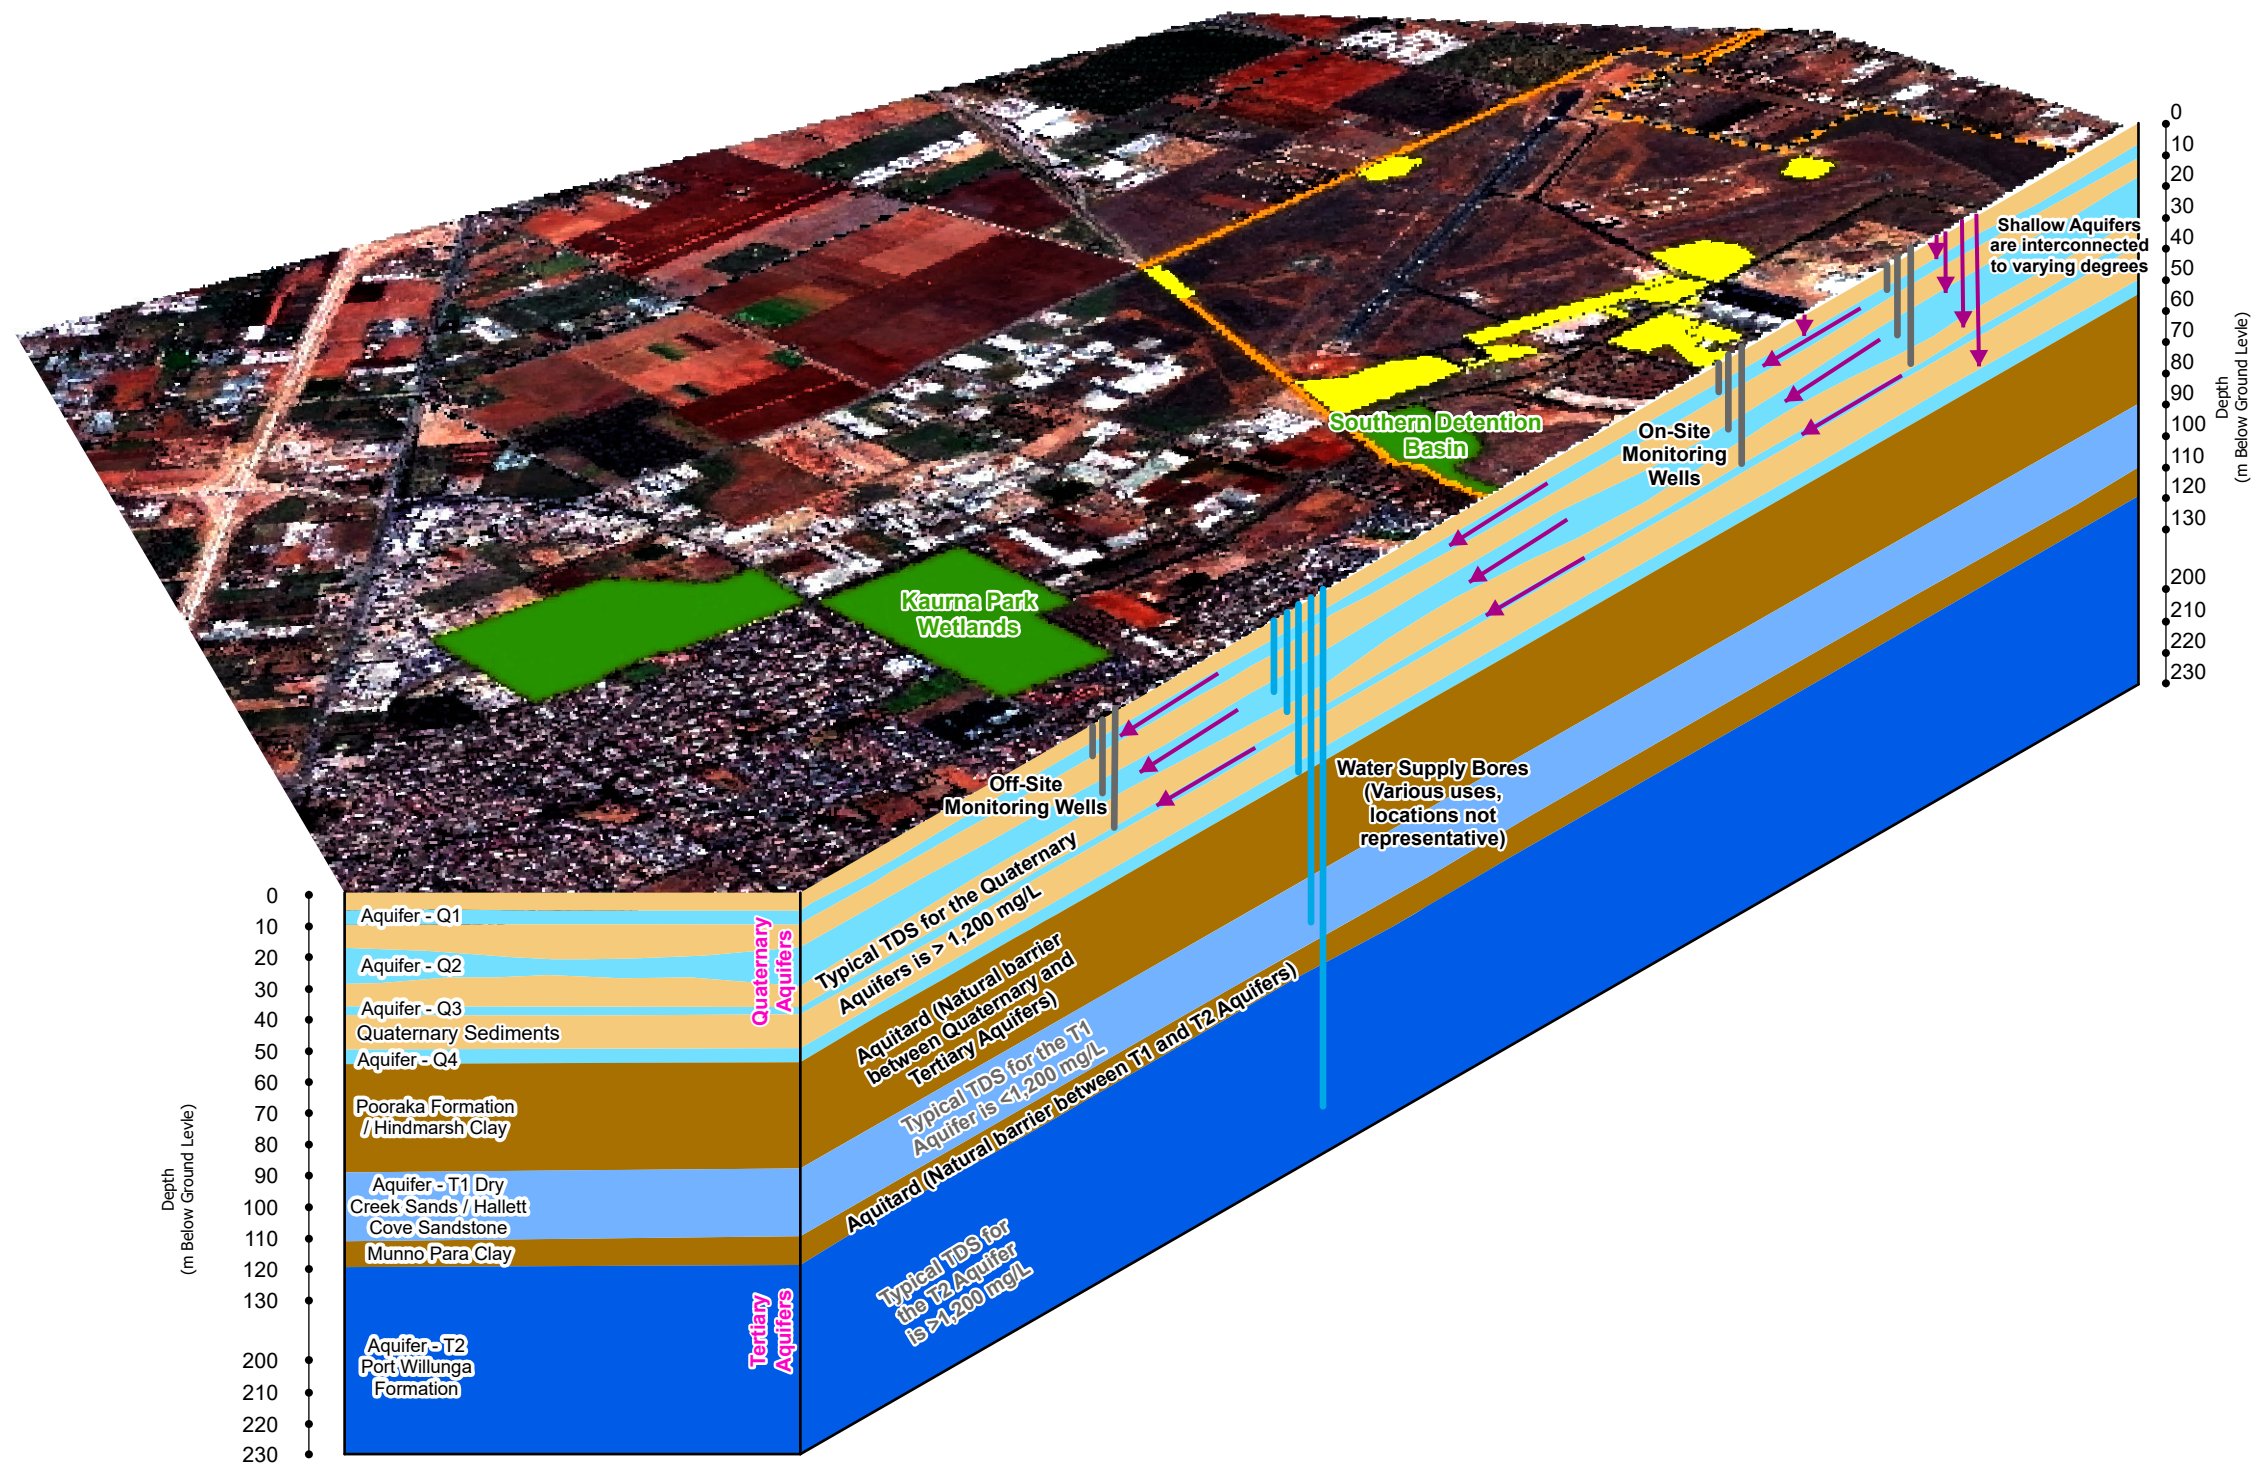 0
10
20
30
40
50
60
70
80
90
100
110
120
130
200
210
220
230
Depth
(m Below Ground Levle)
Shallow Aquifers
are interconnected
to varying degrees
Southern Detention
Basin
On-Site
Monitoring
Wells
Kaurna Park
Wetlands
Off-Site
Monitoring Wells
Water Supply Bores
(Various uses,
locations not
representative)
Typical TDS for the Quaternary
Aquifers is > 1,200 mg/L
Aquitard (Natural barrier
between Quaternary and
Tertiary Aquifers)
Typical TDS for the T1
Aquifer is <1,200 mg/L
Aquitard (Natural barrier between T1 and T2 Aquifers)
Typical TDS for
the T2 Aquifer
is >1,200 mg/L
Quaternary
Aquifers
Tertiary
Aquifers
Aquifer - Q1
Aquifer - Q2
Aquifer - Q3
Quaternary Sediments
Aquifer - Q4
Pooraka Formation
/ Hindmarsh Clay
Aquifer - T1 Dry
Creek Sands / Hallett
Cove Sandstone
Munno Para Clay
Aquifer - T2
Port Willunga
Formation
0
10
20
30
40
50
60
70
80
90
100
110
120
130
200
210
220
230
Depth
(m Below Ground Levle)